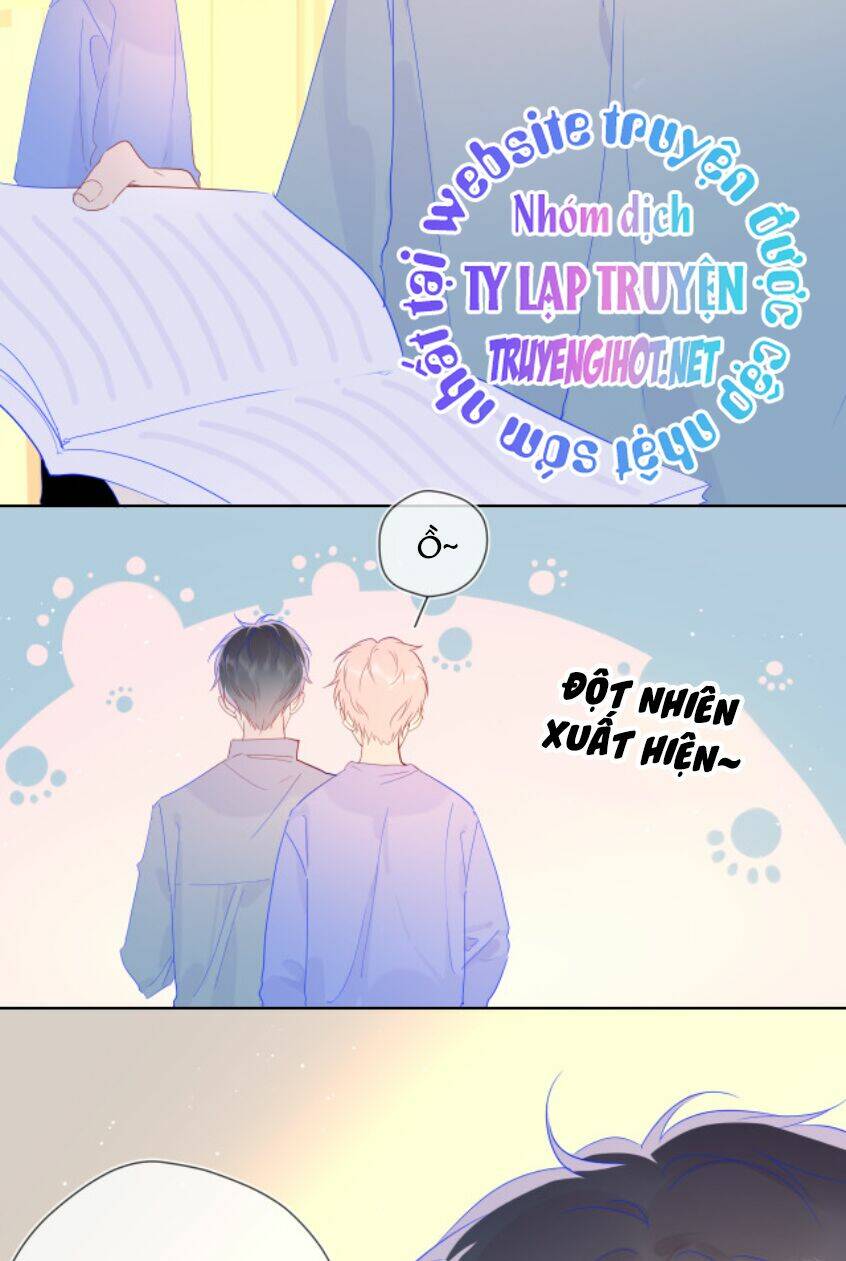 tại website truyện được cập nhật sớm nhất
Nhóm dịch
TY LẠP TRUYỆN
TRUYENGIHOT.NET
Ồ~
ĐỘT NHIÊN
XUẤT HIỆN~